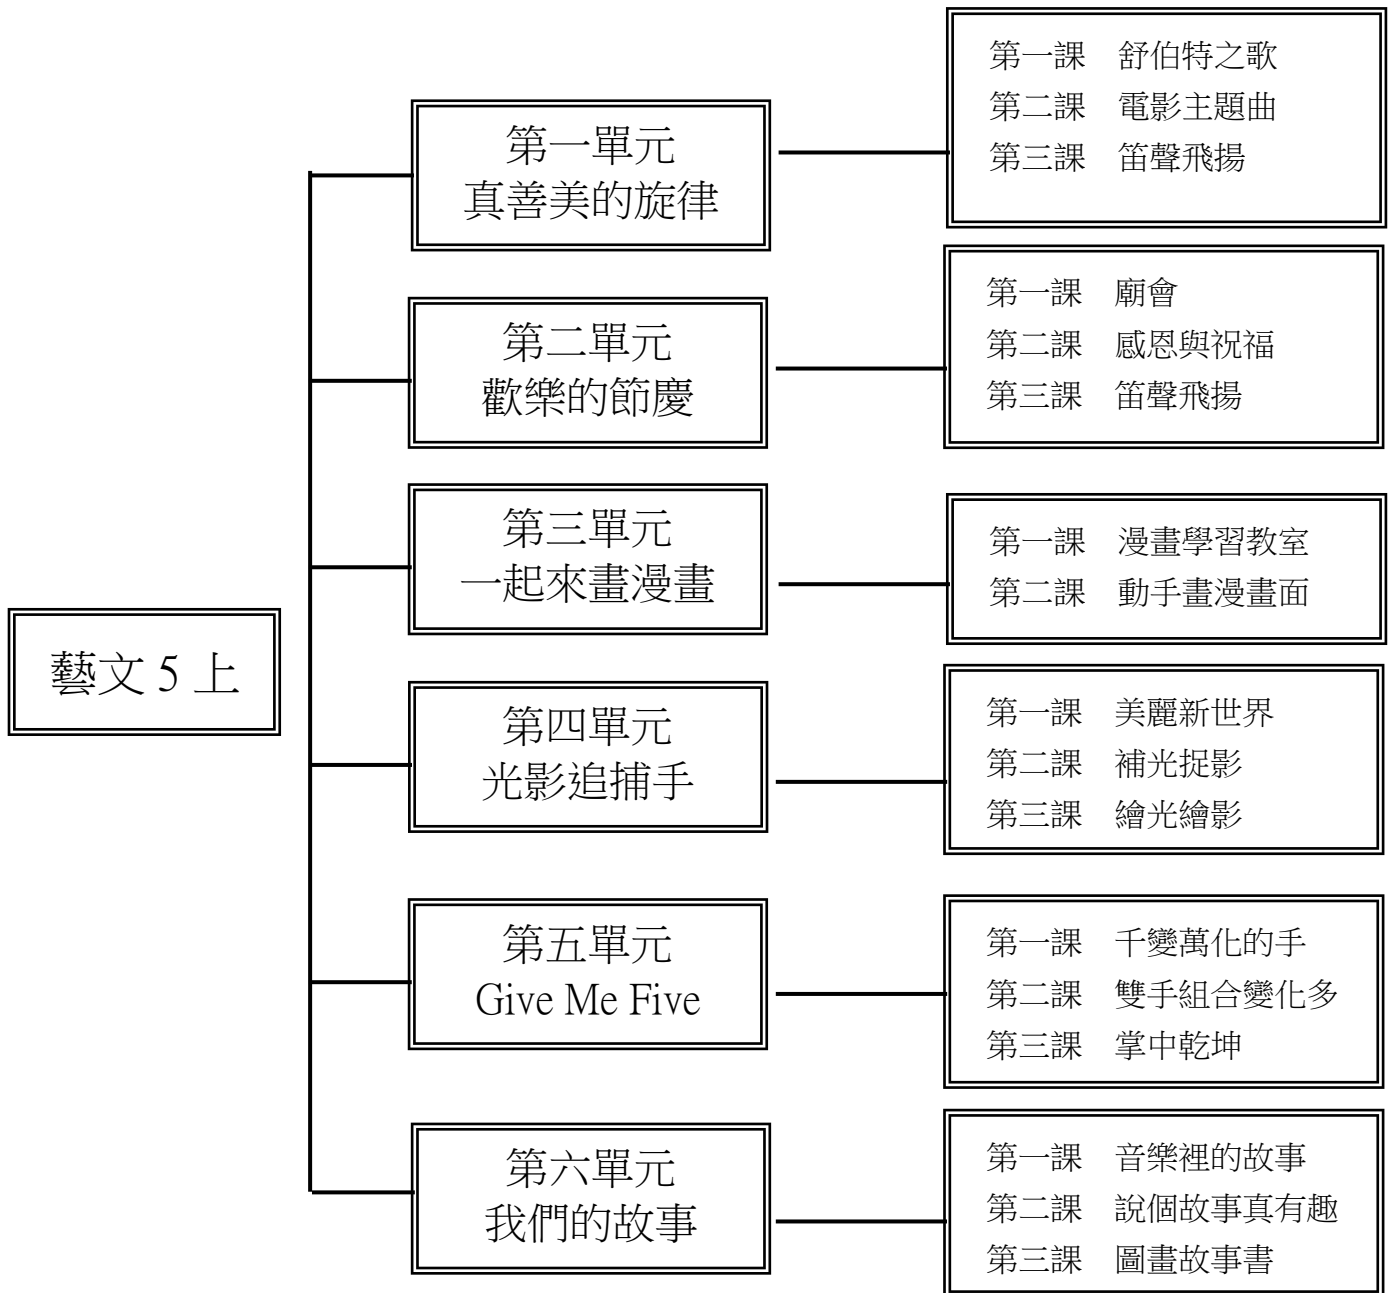 藝文 5 上
第一單元
真善美的旋律
第一課　舒伯特之歌
第二課　電影主題曲
第三課　笛聲飛揚
第二單元
歡樂的節慶
第一課　廟會
第二課　感恩與祝福
第三課　笛聲飛揚
第三單元
一起來畫漫畫
第一課　漫畫學習教室
第二課　動手畫漫畫面
第四單元
光影追捕手
第一課　美麗新世界
第二課　補光捉影
第三課　繪光繪影
第五單元
Give Me Five
第一課　千變萬化的手
第二課　雙手組合變化多
第三課　掌中乾坤
第六單元
我們的故事
第一課　音樂裡的故事
第二課　說個故事真有趣
第三課　圖畫故事書